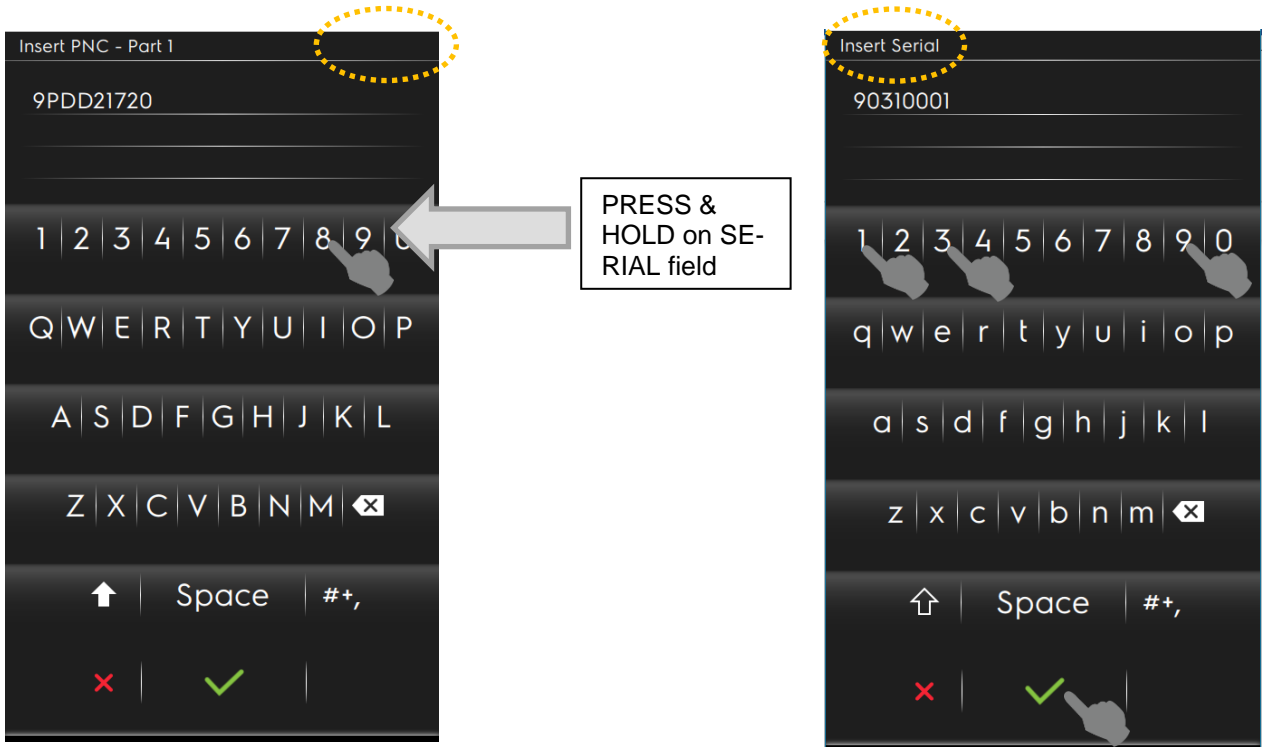 Insert PNC - Part 1
9PDD21720
1 2 3 4 5 6 7 8 9 0
Q W E R T Y U I O P
A S D F G H J K L
Z X C V B N M
Space #+,
PRESS &
HOLD on SE-
RIAL field
Insert Serial
90310001
1 2 3 4 5 6 7 8 9 0
q w e r t y u i o p
a s d f g h j k l
z x c v b n m
Space #+,